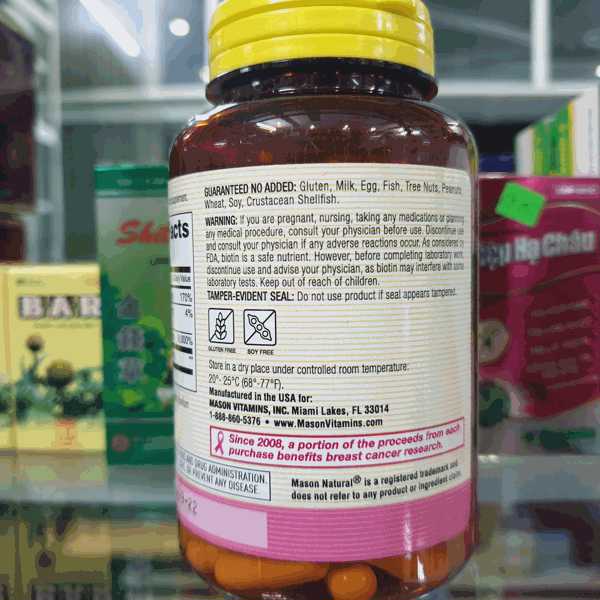 GUARANTEED NO ADDED: Gluten, Milk, Egg, Fish, Tree Nuts, Peanuts,
Wheat, Soy, Crustacean Shellfish.
WARNING: If you are pregnant, nursing, taking any medications or planning
any medical procedure, consult your physician before use. Discontinue use
and consult your physician if any adverse reactions occur. As considered by
FDA, biotin is a safe nutrient. However, before completing laboratory work,
discontinue use and advise your physician, as biotin may interfere with some
laboratory tests. Keep out of reach of children.
TAMPER-EVIDENT SEAL: Do not use product if seal appears tampered.
GLUTEN FREE SOY FREE
Store in a dry place under controlled room temperature:
20°- 25°C (68°-77°F).
Manufactured in the USA for:
MASON VITAMINS, INC. Miami Lakes, FL 33014
1-888-860-5376 • www.MasonVitamins.com
Since 2008, a portion of the proceeds from each
purchase benefits breast cancer research.
AND DRUG ADMINISTRATION.
OR PREVENT ANY DISEASE.
Mason Natural® is a registered trademark and
does not refer to any product or ingredient claim.
acts
170%
4%
BAR
Hạ Châu